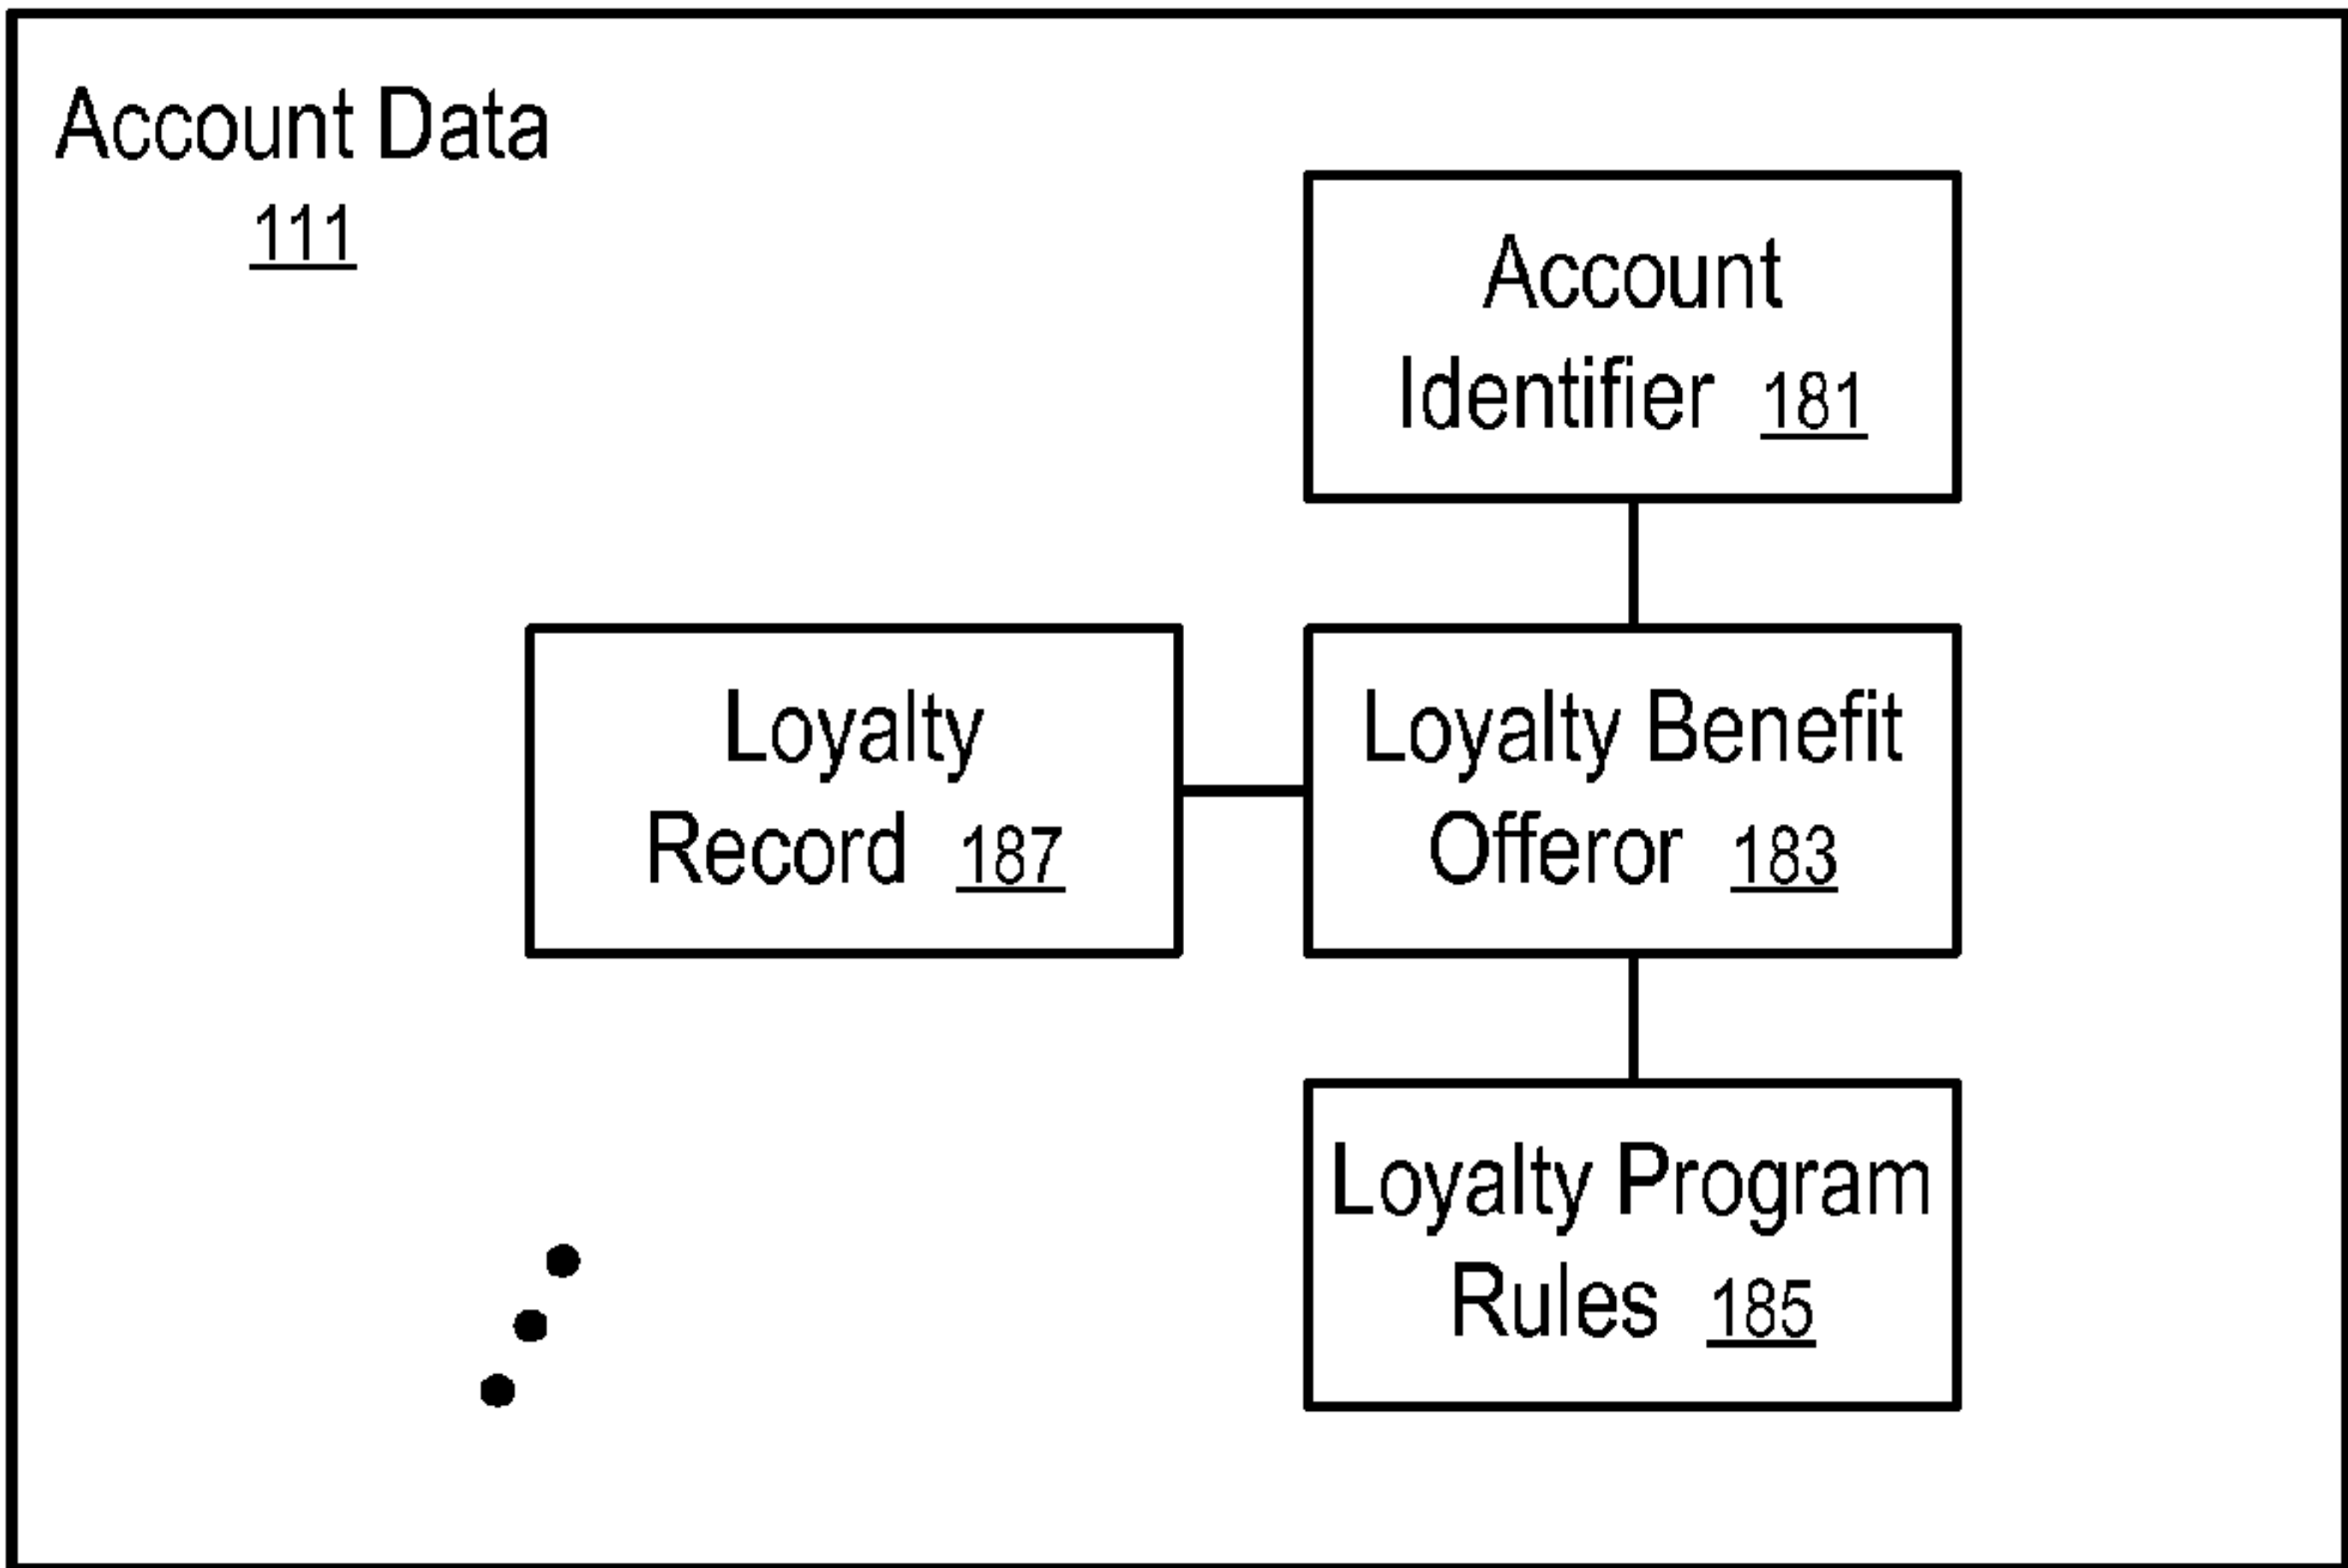 Account Data
111
Account
Identifier 181
Loyalty
Record 187
Loyalty Benefit
Offeror 183
Loyalty Program
Rules 185